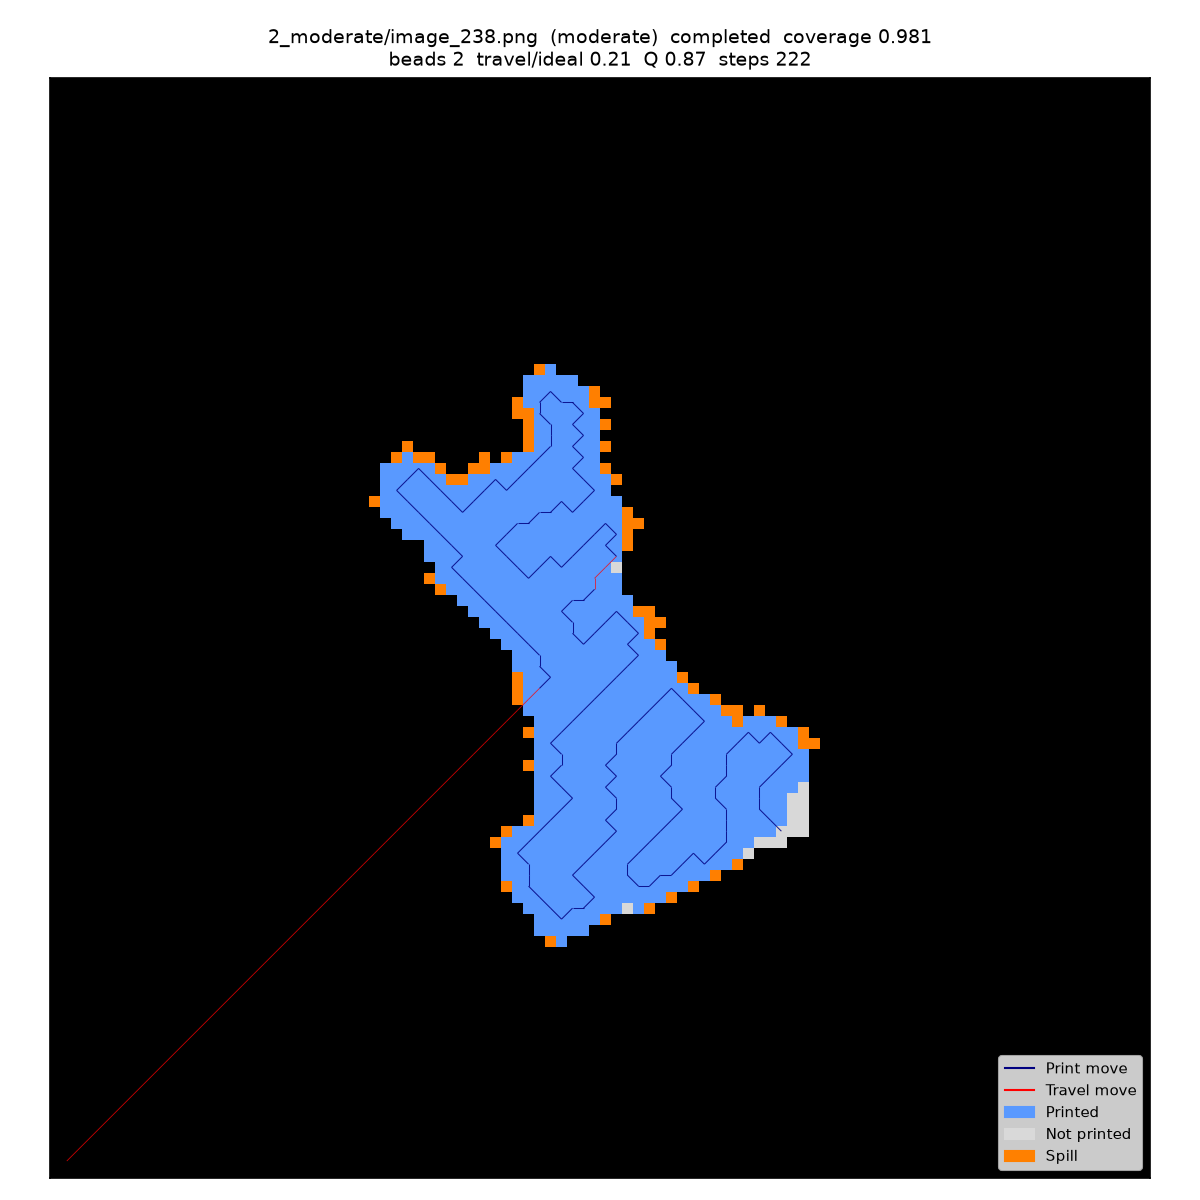 2_moderate/image_238.png  (moderate)  completed  coverage 0.981
beads 2  travel/ideal 0.21  Q 0.87  steps 222
Print move
Travel move
Printed
Not printed
Spill